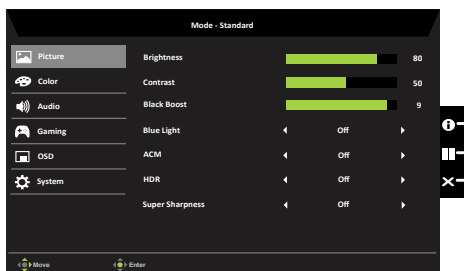 Mode - Standard
Picture
Brightness 80
Color
Contrast 50
Audio
Black Boost 9
Gaming
Blue Light Off
OSD
ACM Off
System
HDR Off
Super Sharpness Off
Move Enter